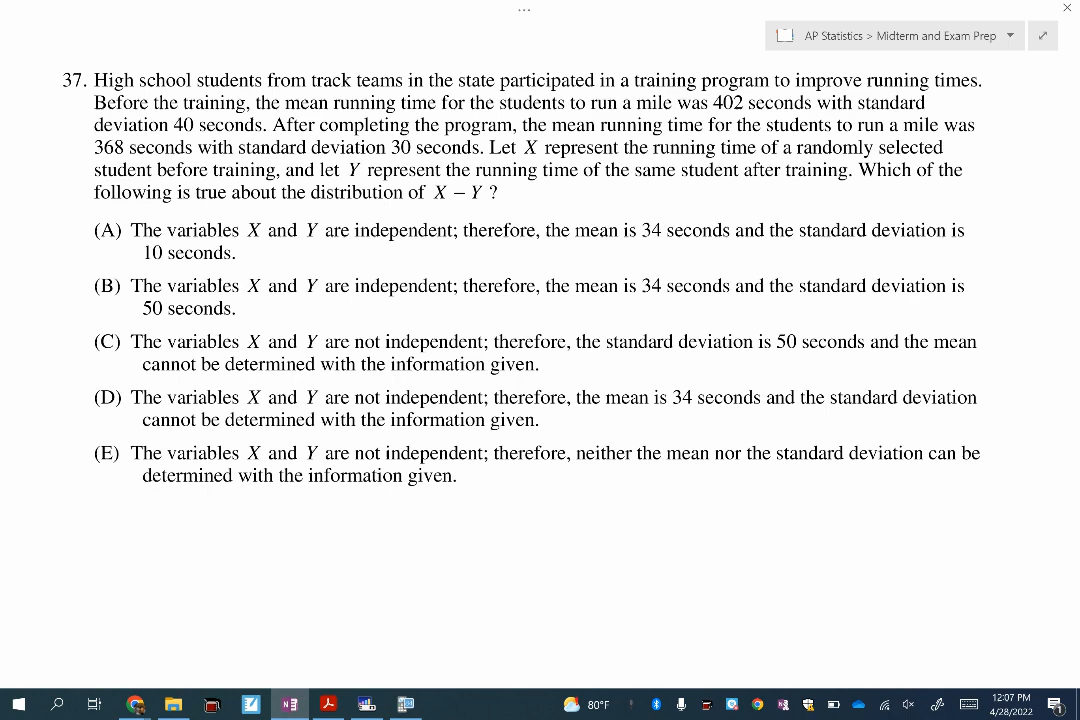 AP Statistics > Midterm and Exam Prep
37. High school students from track teams in the state participated in a training program to improve running times.
Before the training, the mean running time for the students to run a mile was 402 seconds with standard
deviation 40 seconds. After completing the program, the mean running time for the students to run a mile was
368 seconds with standard deviation 30 seconds. Let X represent the running time of a randomly selected
student before training, and let Y represent the running time of the same student after training. Which of the
following is true about the distribution of X − Y ?
(A) The variables X and Y are independent; therefore, the mean is 34 seconds and the standard deviation is
10 seconds.
(B) The variables X and Y are independent; therefore, the mean is 34 seconds and the standard deviation is
50 seconds.
(C) The variables X and Y are not independent; therefore, the standard deviation is 50 seconds and the mean
cannot be determined with the information given.
(D) The variables X and Y are not independent; therefore, the mean is 34 seconds and the standard deviation
cannot be determined with the information given.
(E) The variables X and Y are not independent; therefore, neither the mean nor the standard deviation can be
determined with the information given.
80°F
12:07 PM
4/28/2022